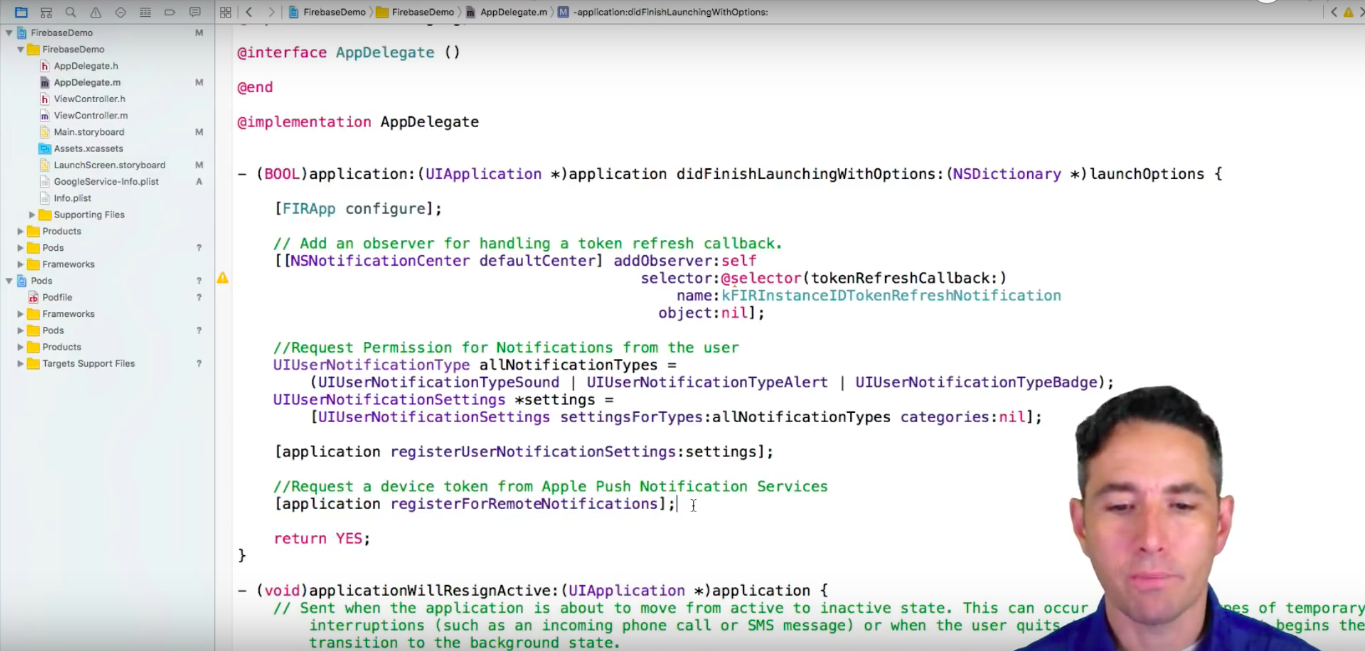 FirebaseDemo
FirebaseDemo
AppDelegate.m
M
-application:didFinishLaunchingWithOptions:
FirebaseDemo M
FirebaseDemo
h AppDelegate.h
m AppDelegate.m M
h ViewController.h
m ViewController.m
Main.storyboard M
Assets.xcassets
LaunchScreen.storyboard M
GoogleService-Info.plist A
Info.plist
Supporting Files
Products
Pods ?
Frameworks
Pods ?
rb Podfile ?
Frameworks
Pods ?
Products
Targets Support Files ?
@interface AppDelegate ()
@end
@implementation AppDelegate
- (BOOL)application:(UIApplication *)application didFinishLaunchingWithOptions:(NSDictionary *)launchOptions {
[FIRApp configure];
// Add an observer for handling a token refresh callback.
[[NSNotificationCenter defaultCenter] addObserver:self
selector:@selector(tokenRefreshCallback:)
name:kFIRInstanceIDTokenRefreshNotification
object:nil];
//Request Permission for Notifications from the user
UIUserNotificationType allNotificationTypes =
(UIUserNotificationTypeSound | UIUserNotificationTypeAlert | UIUserNotificationTypeBadge);
UIUserNotificationSettings *settings =
[UIUserNotificationSettings settingsForTypes:allNotificationTypes categories:nil];
[application registerUserNotificationSettings:settings];
//Request a device token from Apple Push Notification Services
[application registerForRemoteNotifications];
return YES;
}
- (void)applicationWillResignActive:(UIApplication *)application {
// Sent when the application is about to move from active to inactive state. This can occur pes of temporary
interruptions (such as an incoming phone call or SMS message) or when the user quits begins the
transition to the background state.